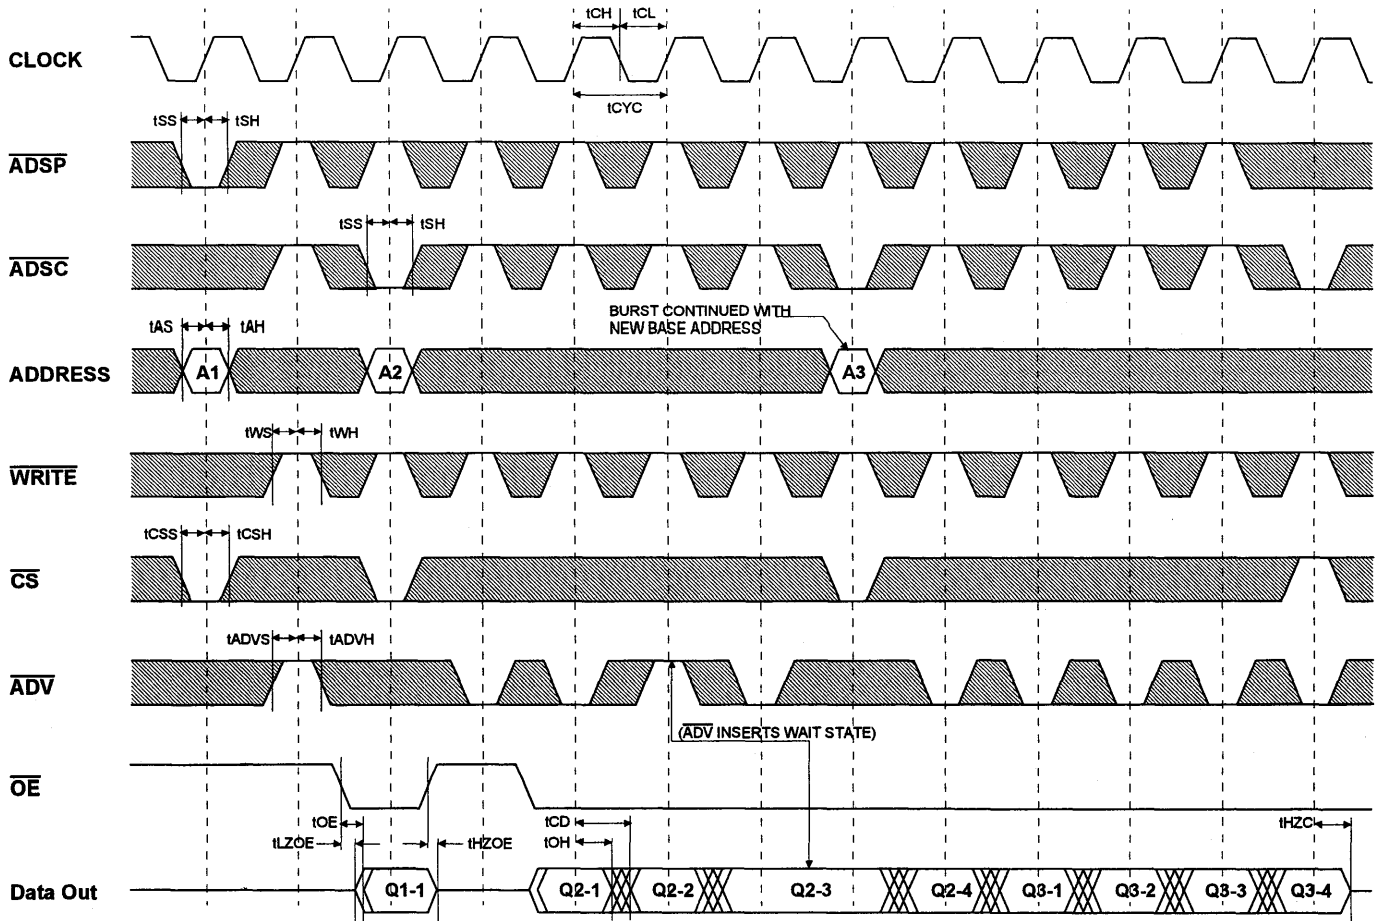 tCH tCL
CLOCK
tCYC
tSS tSH
ADSP
tSS tSH
ADSC
BURST CONTINUED WITH
NEW BASE ADDRESS
tAS tAH
ADDRESS A1 A2 A3
tWS tWH
WRITE
tCSS tCSH
CS
tADVS tADVH
ADV
(ADV INSERTS WAIT STATE)
OE
tOE tCD tHZC
tLZOE tHZOE tOH
Data Out Q1-1 Q2-1 Q2-2 Q2-3 Q2-4 Q3-1 Q3-2 Q3-3 Q3-4